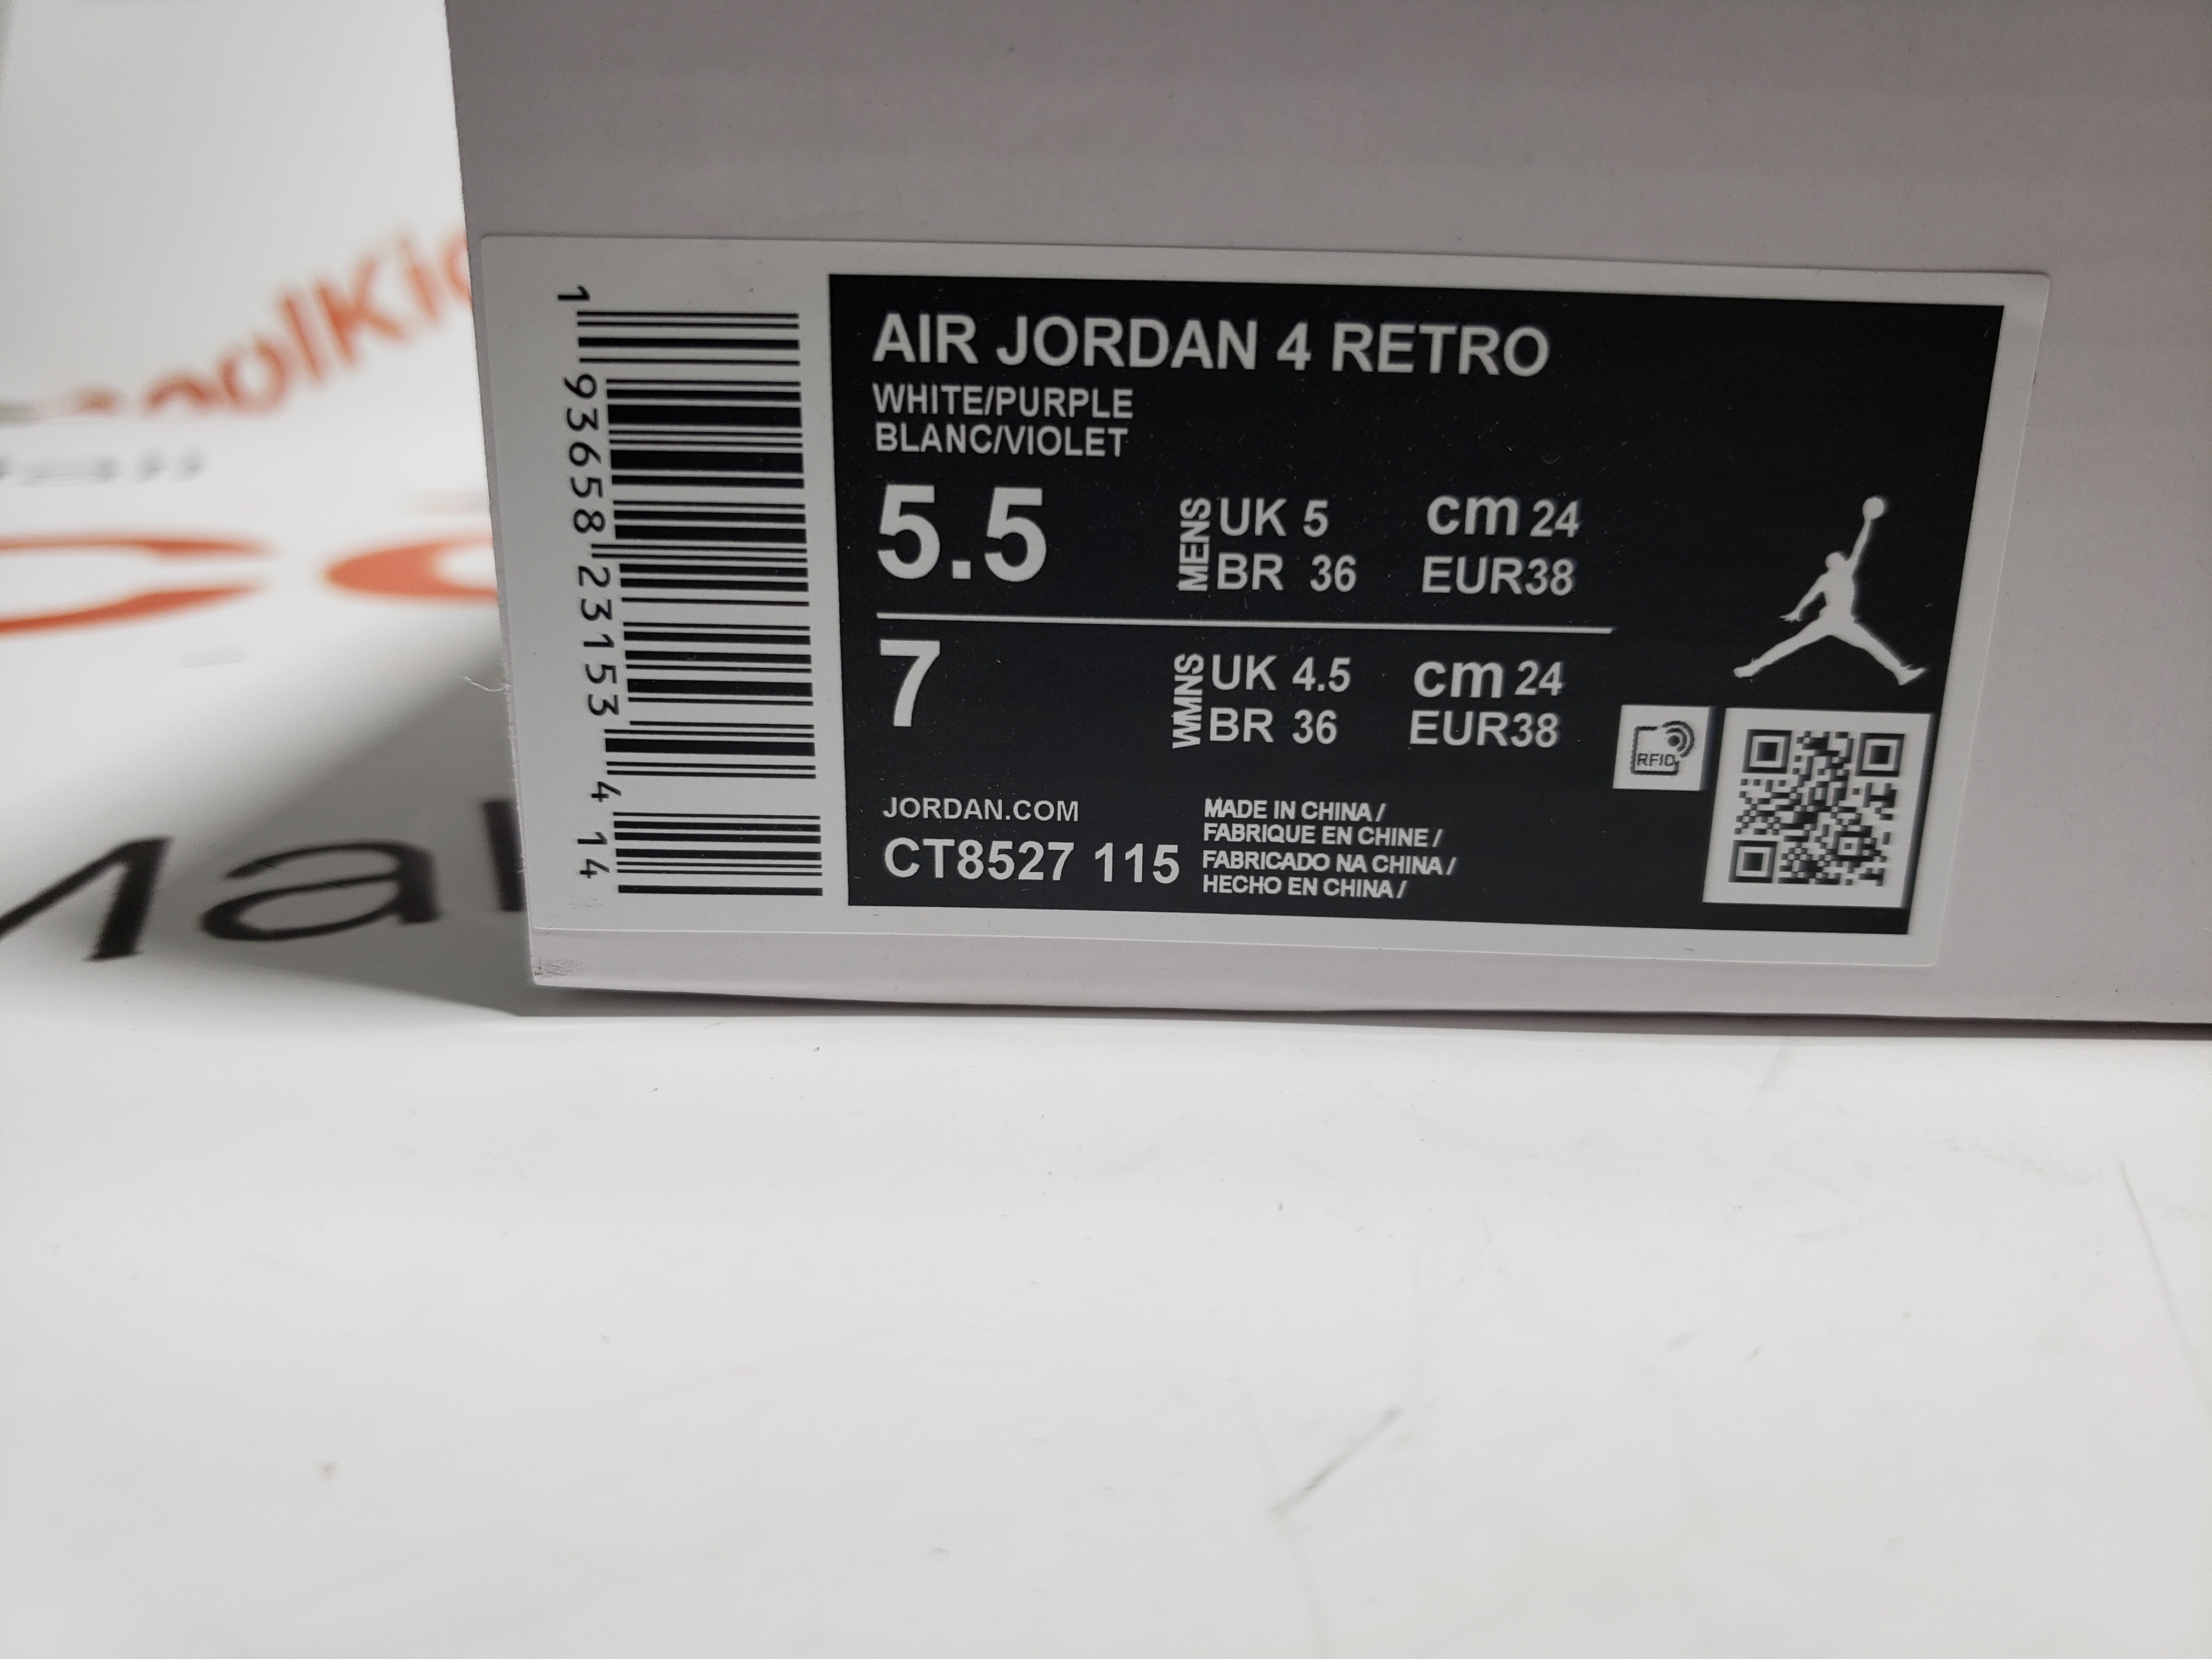 AIR JORDAN 4 RETRO
WHITE/PURPLE
BLANC/VIOLET
5.5 MENS UK 5 cm 24
BR 36 EUR38
7 WMNS UK 4.5 cm 24
BR 36 EUR38
JORDAN.COM
CT8527 115
MADE IN CHINA /
FABRIQUE EN CHINE /
FABRICADO NA CHINA /
HECHO EN CHINA /
RFID
1 93658 23153 4 14